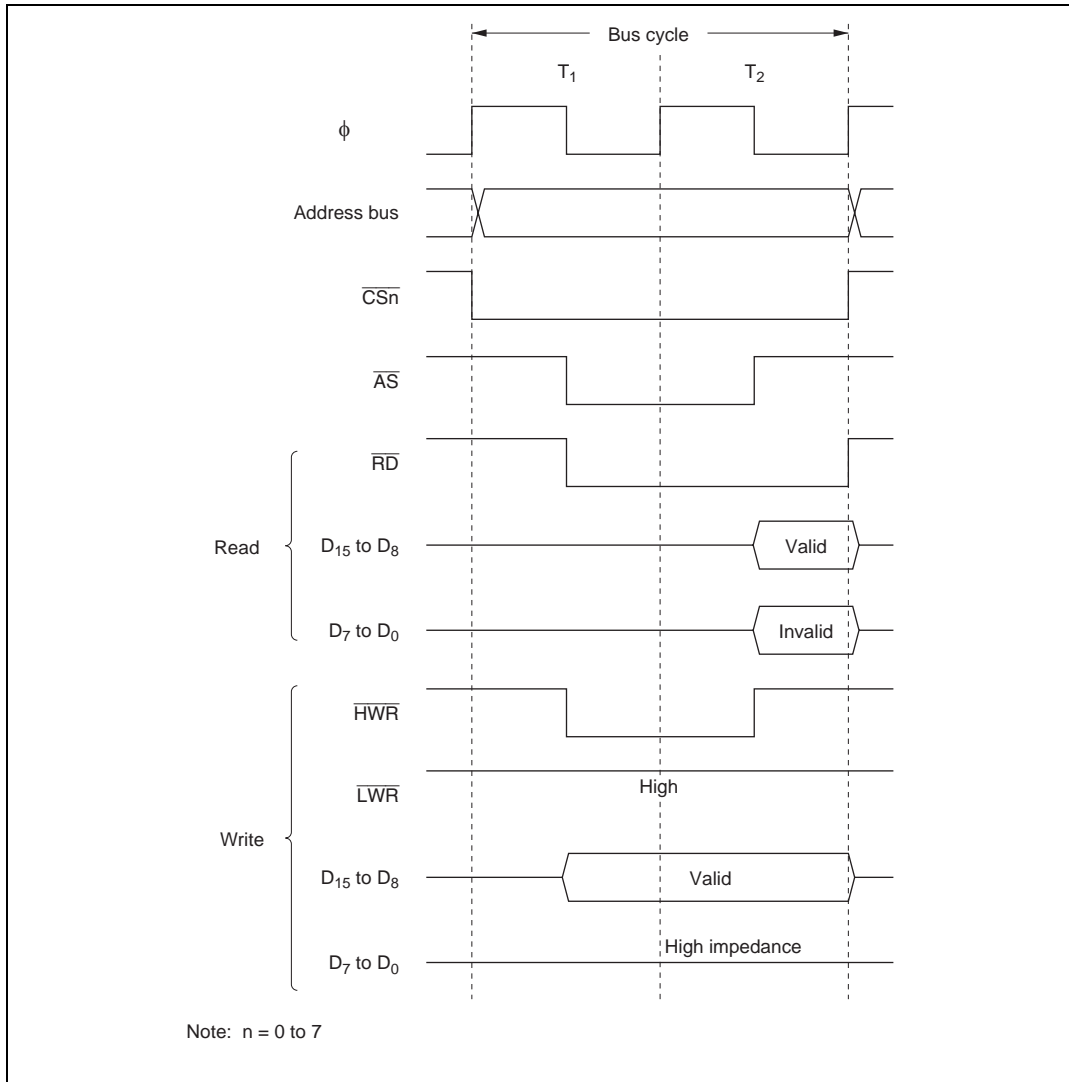 Bus cycle
T1 T2
ϕ
Address bus
CSn
AS
RD
Read
D15 to D8 Valid
D7 to D0 Invalid
HWR
LWR High
Write
D15 to D8 Valid
D7 to D0 High impedance
Note: n = 0 to 7